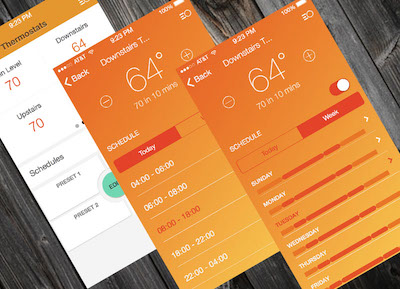 9:23 PM
Thermostats
n Level
70
Downstairs
64
Upstairs
70
Schedules
PRESET 1
EDI
PRESET 2
AT&T 9:23 PM 100%
Back
Downstairs T...
64°
70 in 10 mins
SCHEDULE
Today
04:00 - 06:00
06:00 - 08:00
06:00 - 18:00
18:00 - 22:00
22:00 - 04:00
AT&T 9:23 PM 100%
Back
Downstairs T...
64°
70 in 10 mins
SCHEDULE
Today
Week
SUNDAY
MONDAY
TUESDAY
WEDNESDAY
THURSDAY
FRIDAY